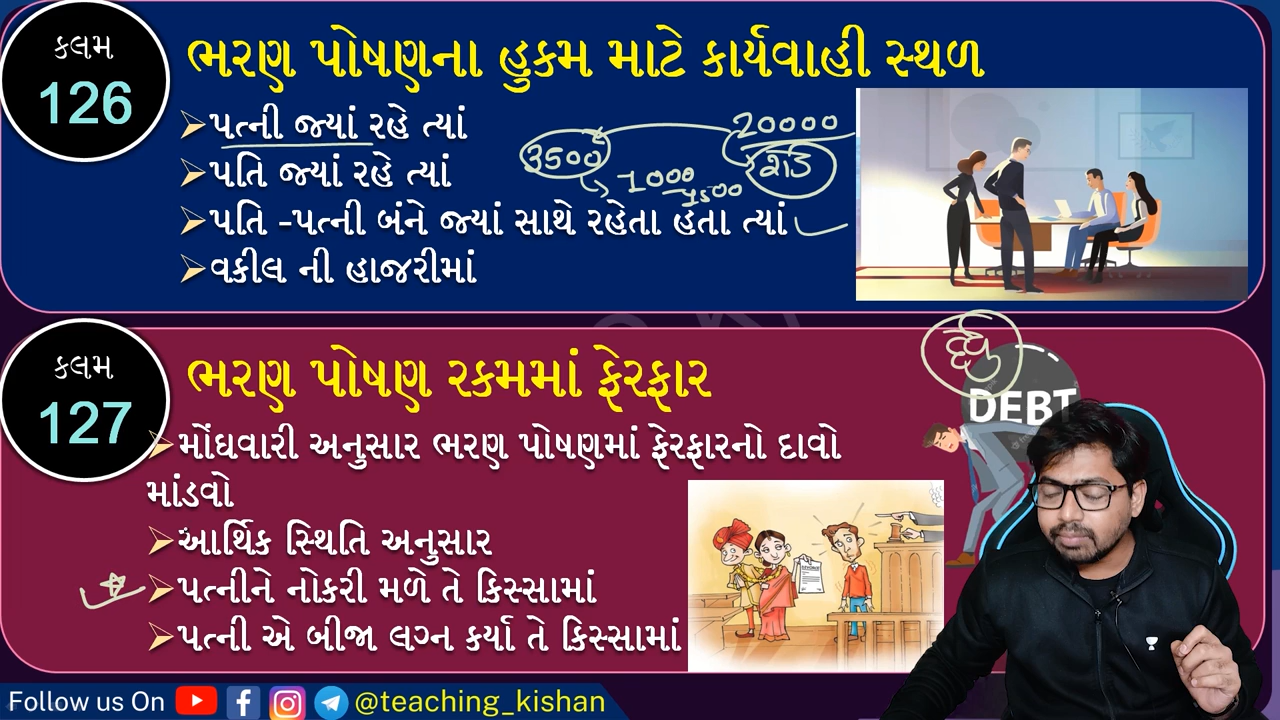 કલમ
126
ભરણ પોષણના હુકમ માટે કાર્યવાહી સ્થળ
➢પત્ની જ્યાં રહે ત્યાં
➢પતિ જ્યાં રહે ત્યાં
➢પતિ -પત્ની બંને જ્યાં સાથે રહેતા હતા ત્યાં
➢વકીલ ની હાજરીમાં
3500
20000
1000
1500
કલમ
127
ભરણ પોષણ રકમમાં ફેરફાર
➢મોંઘવારી અનુસાર ભરણ પોષણમાં ફેરફારનો દાવો
માંડવો
➢આર્થિક સ્થિતિ અનુસાર
➢પત્નીને નોકરી મળે તે કિસ્સામાં
➢પત્ની એ બીજા લગ્ન કર્યા તે કિસ્સામાં
DEBT
Follow us On
@teaching_kishan